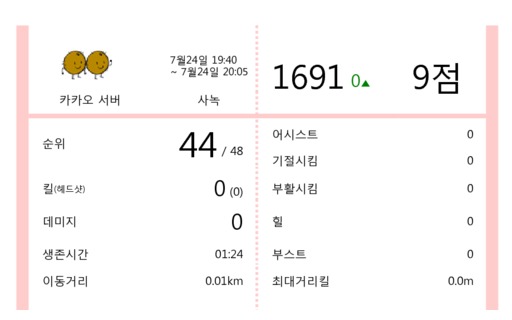 7월24일 19:40
~ 7월24일 20:05
카카오 서버
사녹
1691 0▲
9점
순위 44 / 48
킬(헤드샷) 0 (0)
데미지 0
생존시간 01:24
이동거리 0.01km
어시스트 0
기절시킴 0
부활시킴 0
힐 0
부스트 0
최대거리킬 0.0m